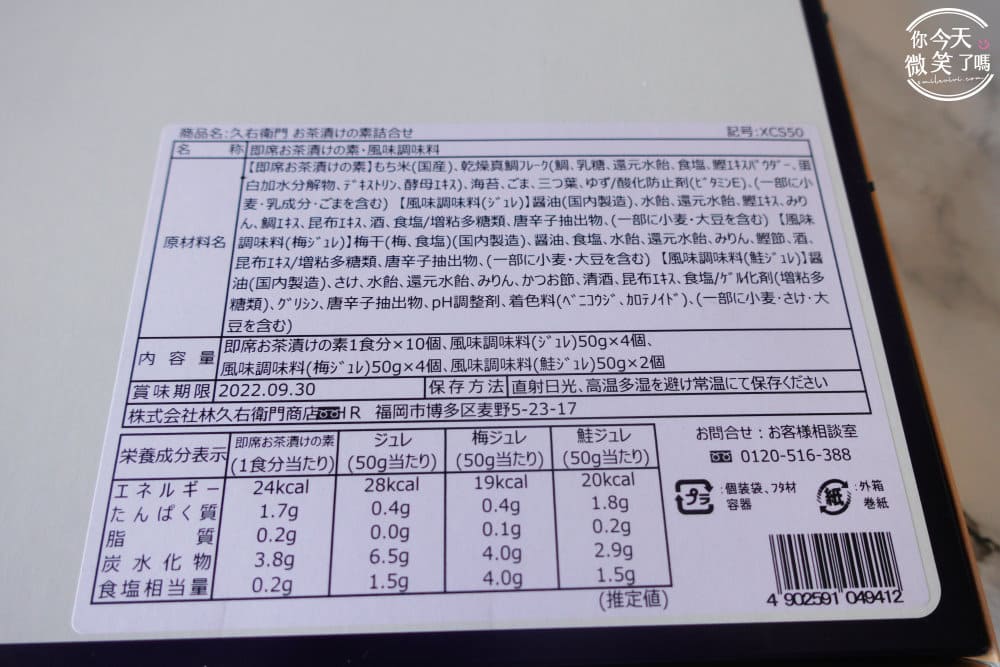 你今天
微笑了嗎
商品名:久右衛門 お茶漬けの素詰合せ 記号:XCS50
名 称 即席お茶漬けの素・風味調味料
原材料名
【即席お茶漬けの素】もち米(国産)、乾燥真鯛フレーク(鯛、乳糖、還元水飴、食塩、鰹エキスパウダー、蛋
白加水分解物、デキストリン、酵母エキス)、海苔、ごま、三つ葉、ゆず/酸化防止剤(ビタミンE)、(一部に小
麦・乳成分・ごまを含む) 【風味調味料(ジュレ)】醤油(国内製造)、水飴、還元水飴、鰹エキス、みり
ん、鯛エキス、昆布エキス、酒、食塩/増粘多糖類、唐辛子抽出物、(一部に小麦・大豆を含む) 【風味
調味料(梅ジュレ)】梅干(梅、食塩)(国内製造)、醤油、食塩、水飴、還元水飴、みりん、鰹節、酒、
昆布エキス/増粘多糖類、唐辛子抽出物、(一部に小麦・大豆を含む) 【風味調味料(鮭ジュレ)】醤
油(国内製造)、さけ、水飴、還元水飴、みりん、かつお節、清酒、昆布エキス、食塩/ゲル化剤(増粘多
糖類)、グリシン、唐辛子抽出物、pH調整剤、着色料(ベニコウジ、カロテノイド)、(一部に小麦・さけ・大
豆を含む)
内 容 量
即席お茶漬けの素1食分×10個、風味調味料(ジュレ)50g×4個、
風味調味料(梅ジュレ)50g×4個、風味調味料(鮭ジュレ)50g×2個
賞味期限 2022.09.30 保存方法 直射日光、高温多湿を避け常温にて保存ください
株式会社林久右衛門商店 HR 福岡市博多区麦野5-23-17
栄養成分表示 即席お茶漬けの素(1食分当たり) ジュレ(50g当たり) 梅ジュレ(50g当たり) 鮭ジュレ(50g当たり)
エネルギー 24kcal 28kcal 19kcal 20kcal
たんぱく質 1.7g 0.4g 0.4g 1.8g
脂 質 0.2g 0.0g 0.1g 0.2g
炭水化物 3.8g 6.5g 4.0g 2.9g
食塩相当量 0.2g 1.5g 4.0g 1.5g
(推定値)
お問合せ:お客様相談室
0120-516-388
プラ :個装袋、フタ材
容器
紙 :外箱
巻紙
4 902591 049412